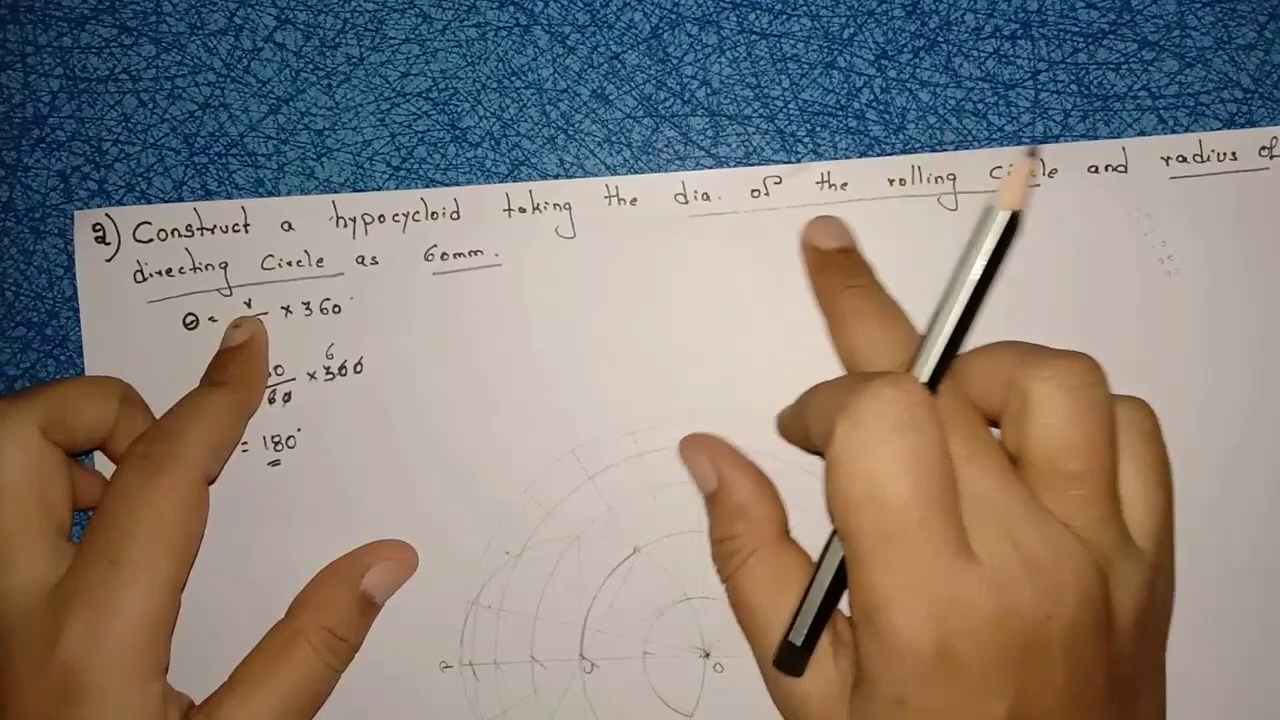 2) Construct a hypocycloid taking the dia. of the rolling Circle and radius of
directing Circle as 60mm.
θ = r × 360°
60 × 360 6
= 180°
P C O